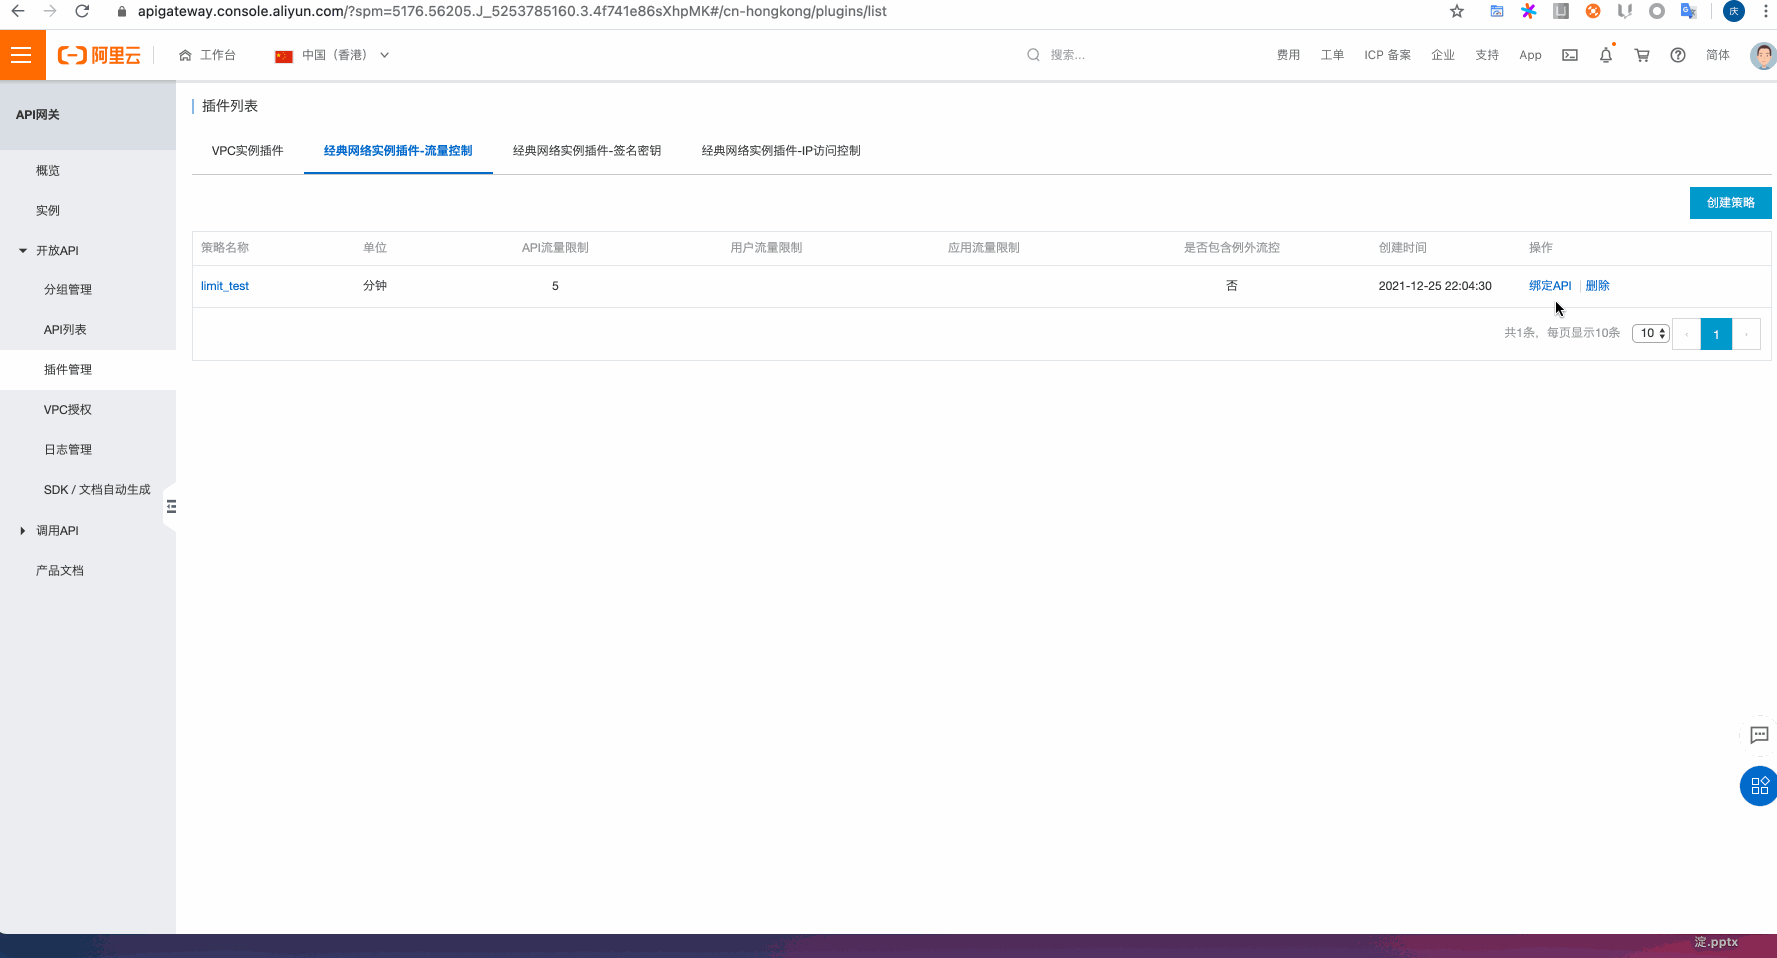 apigateway.console.aliyun.com/?spm=5176.56205.J_5253785160.3.4f741e86sXhpMK#/cn-hongkong/plugins/list
庆
阿里云
工作台
中国（香港）
搜索...
费用
工单
ICP 备案
企业
支持
App
简体
API网关
概览
实例
开放API
分组管理
API列表
插件管理
VPC授权
日志管理
SDK / 文档自动生成
调用API
产品文档
插件列表
VPC实例插件
经典网络实例插件-流量控制
经典网络实例插件-签名密钥
经典网络实例插件-IP访问控制
创建策略
策略名称 单位 API流量限制 用户流量限制 应用流量限制 是否包含例外流控 创建时间 操作
limit_test 分钟 5 否 2021-12-25 22:04:30 绑定API 删除
共1条，每页显示10条 10 1
淀.pptx